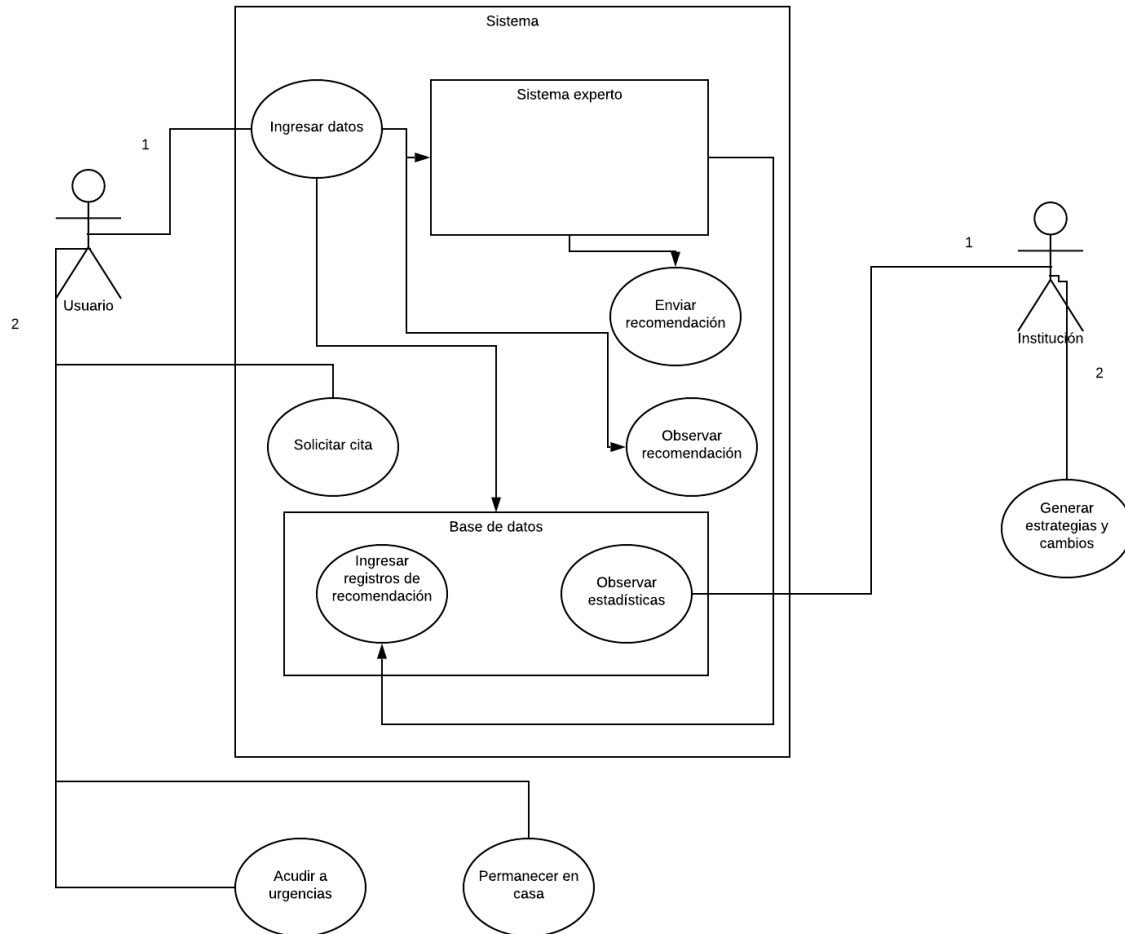 Sistema
Sistema experto
Ingresar datos
1
Usuario
2
Enviar
recomendación
1
Institución
2
Solicitar cita
Observar
recomendación
Generar
estrategias y
cambios
Base de datos
Ingresar
registros de
recomendación
Observar
estadísticas
Acudir a
urgencias
Permanecer en
casa